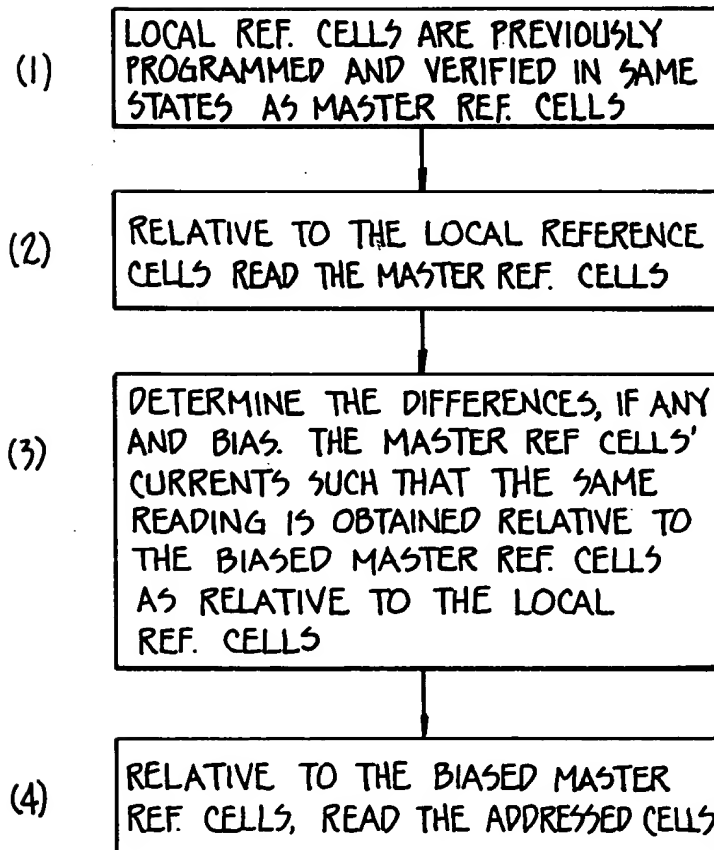 (1)
LOCAL REF. CELLS ARE PREVIOUSLY
PROGRAMMED AND VERIFIED IN SAME
STATES AS MASTER REF. CELLS
(2)
RELATIVE TO THE LOCAL REFERENCE
CELLS READ THE MASTER REF. CELLS
(3)
DETERMINE THE DIFFERENCES, IF ANY
AND BIAS. THE MASTER REF CELLS'
CURRENTS SUCH THAT THE SAME
READING IS OBTAINED RELATIVE TO
THE BIASED MASTER REF. CELLS
AS RELATIVE TO THE LOCAL
REF. CELLS
(4)
RELATIVE TO THE BIASED MASTER
REF. CELLS, READ THE ADDRESSED CELLS